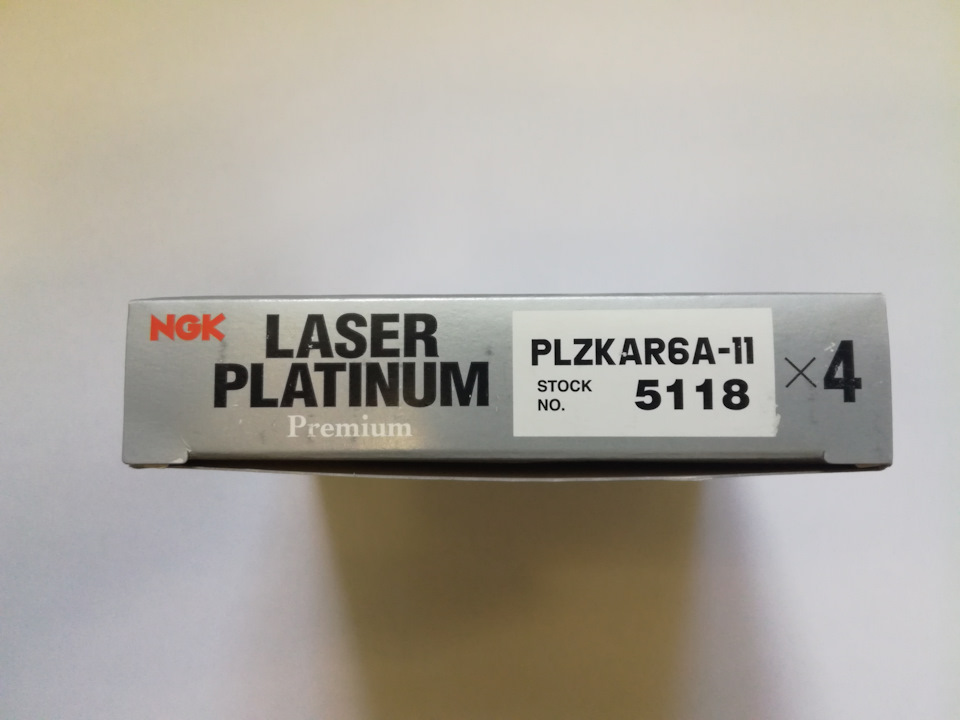 NGK
LASER
PLATINUM
Premium
PLZKAR6A-11
STOCK
NO. 5118
×4